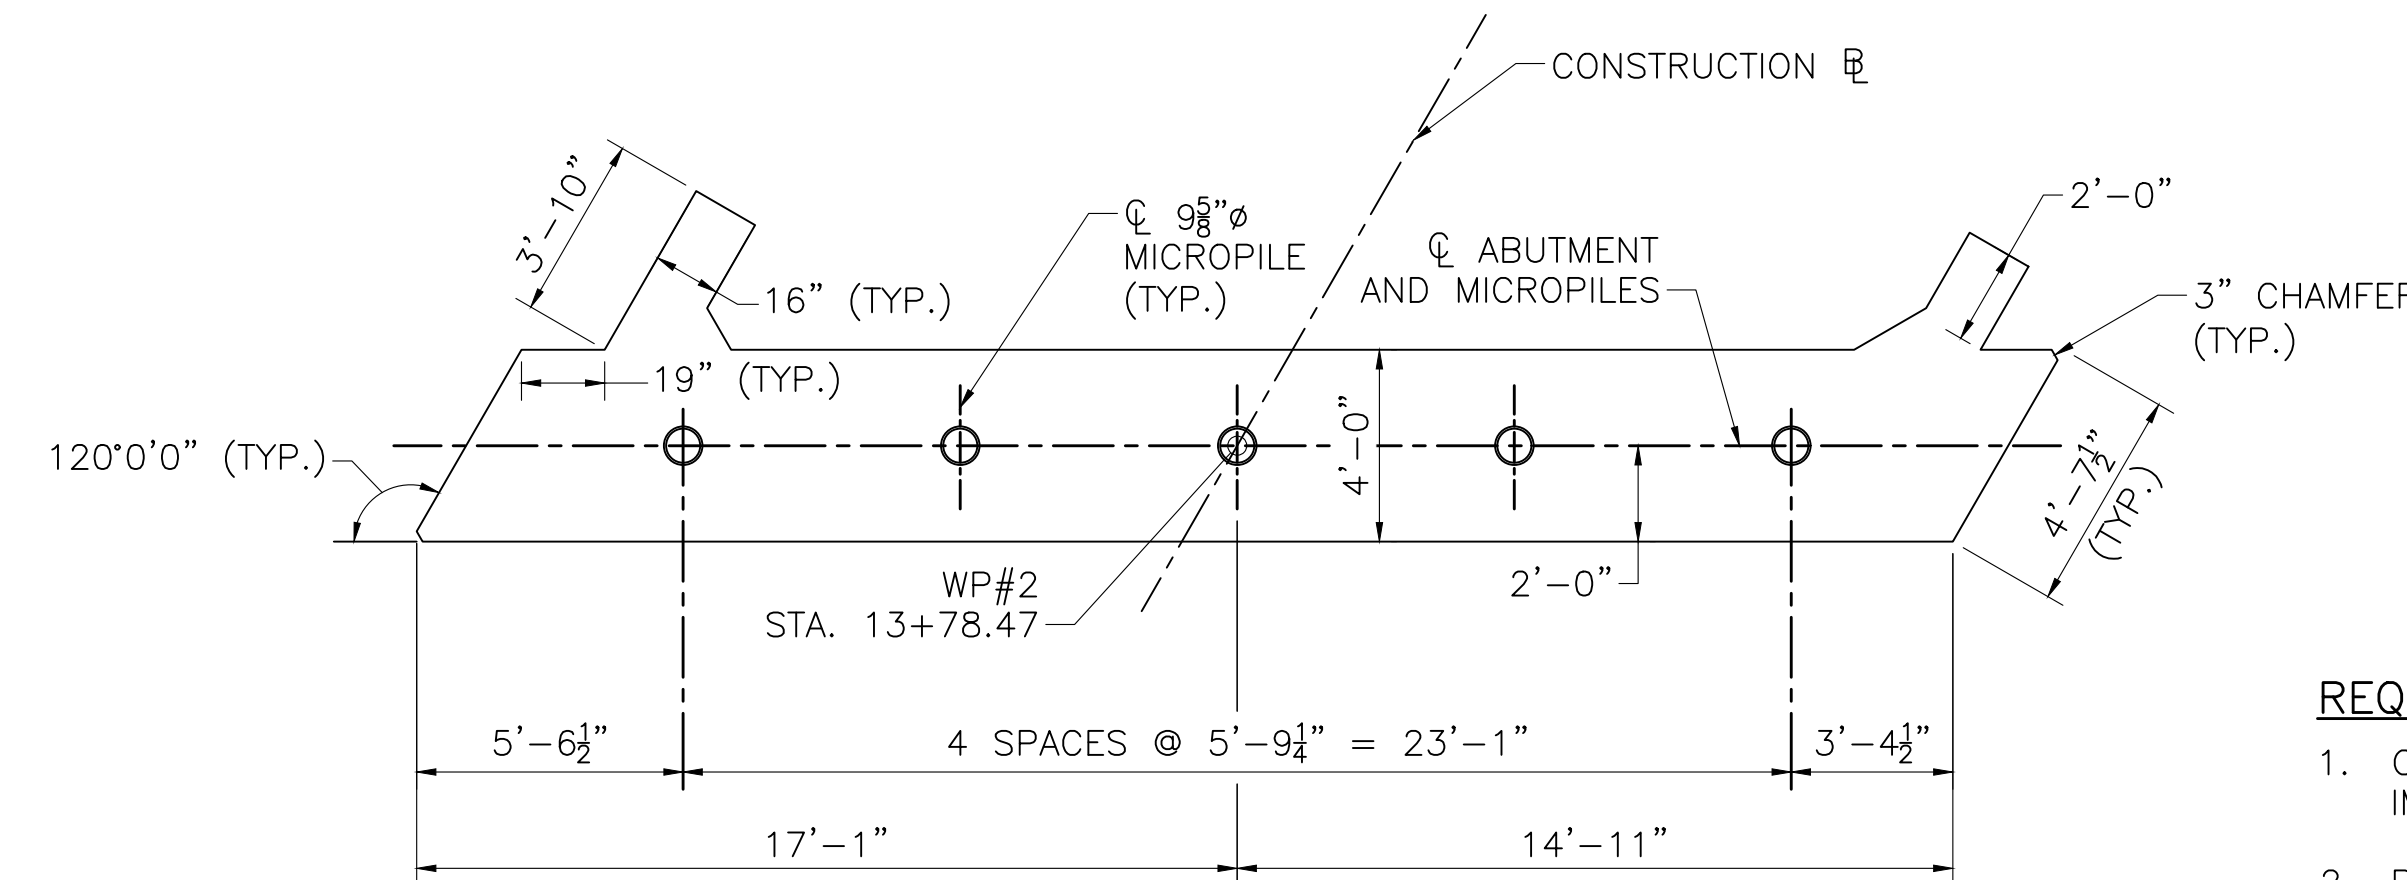 CONSTRUCTION ℄
3'-10"
℄ 9⅝"ø
MICROPILE
(TYP.)
2'-0"
℄ ABUTMENT
AND MICROPILES
16" (TYP.)
3" CHAMFER
(TYP.)
19" (TYP.)
4'-0"
120°0'0" (TYP.)
4'-7½"
(TYP.)
WP#2
STA. 13+78.47
2'-0"
REQ
5'-6½"
4 SPACES @ 5'-9¼" = 23'-1"
3'-4½"
1.
17'-1"
14'-11"